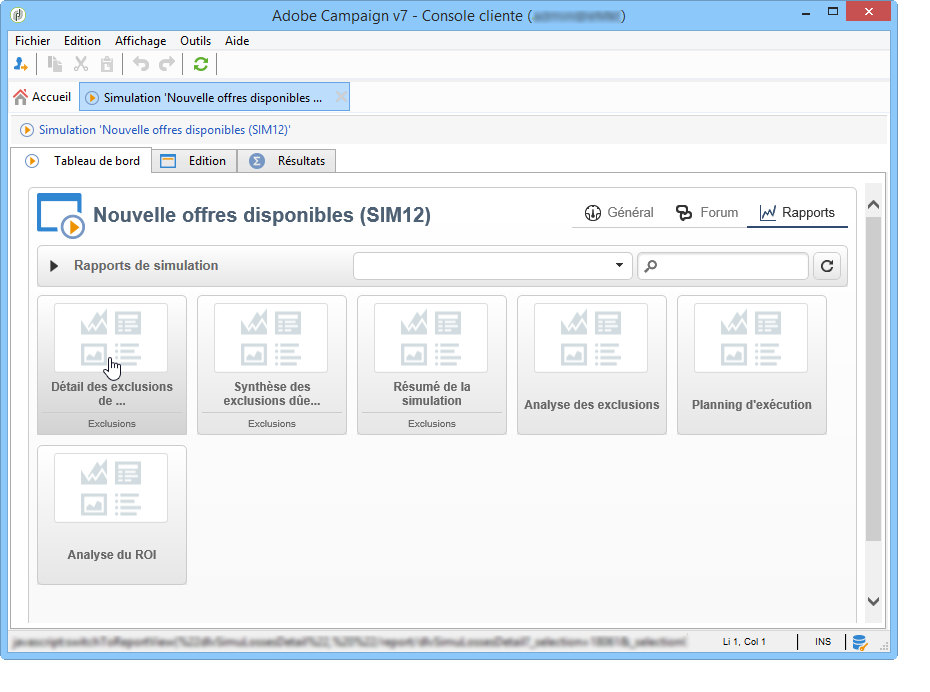 Adobe Campaign v7 - Console cliente ( )
Fichier Edition Affichage Outils Aide
Accueil Simulation 'Nouvelle offres disponibles ...
Simulation 'Nouvelle offres disponibles (SIM12)'
Tableau de bord Edition Résultats
Nouvelle offres disponibles (SIM12) Général Forum Rapports
Rapports de simulation
Détail des exclusions
de ...
Exclusions
Synthèse des
exclusions dûe...
Exclusions
Résumé de la
simulation
Exclusions
Analyse des exclusions
Planning d'exécution
Analyse du ROI
Li 1, Col 1 INS